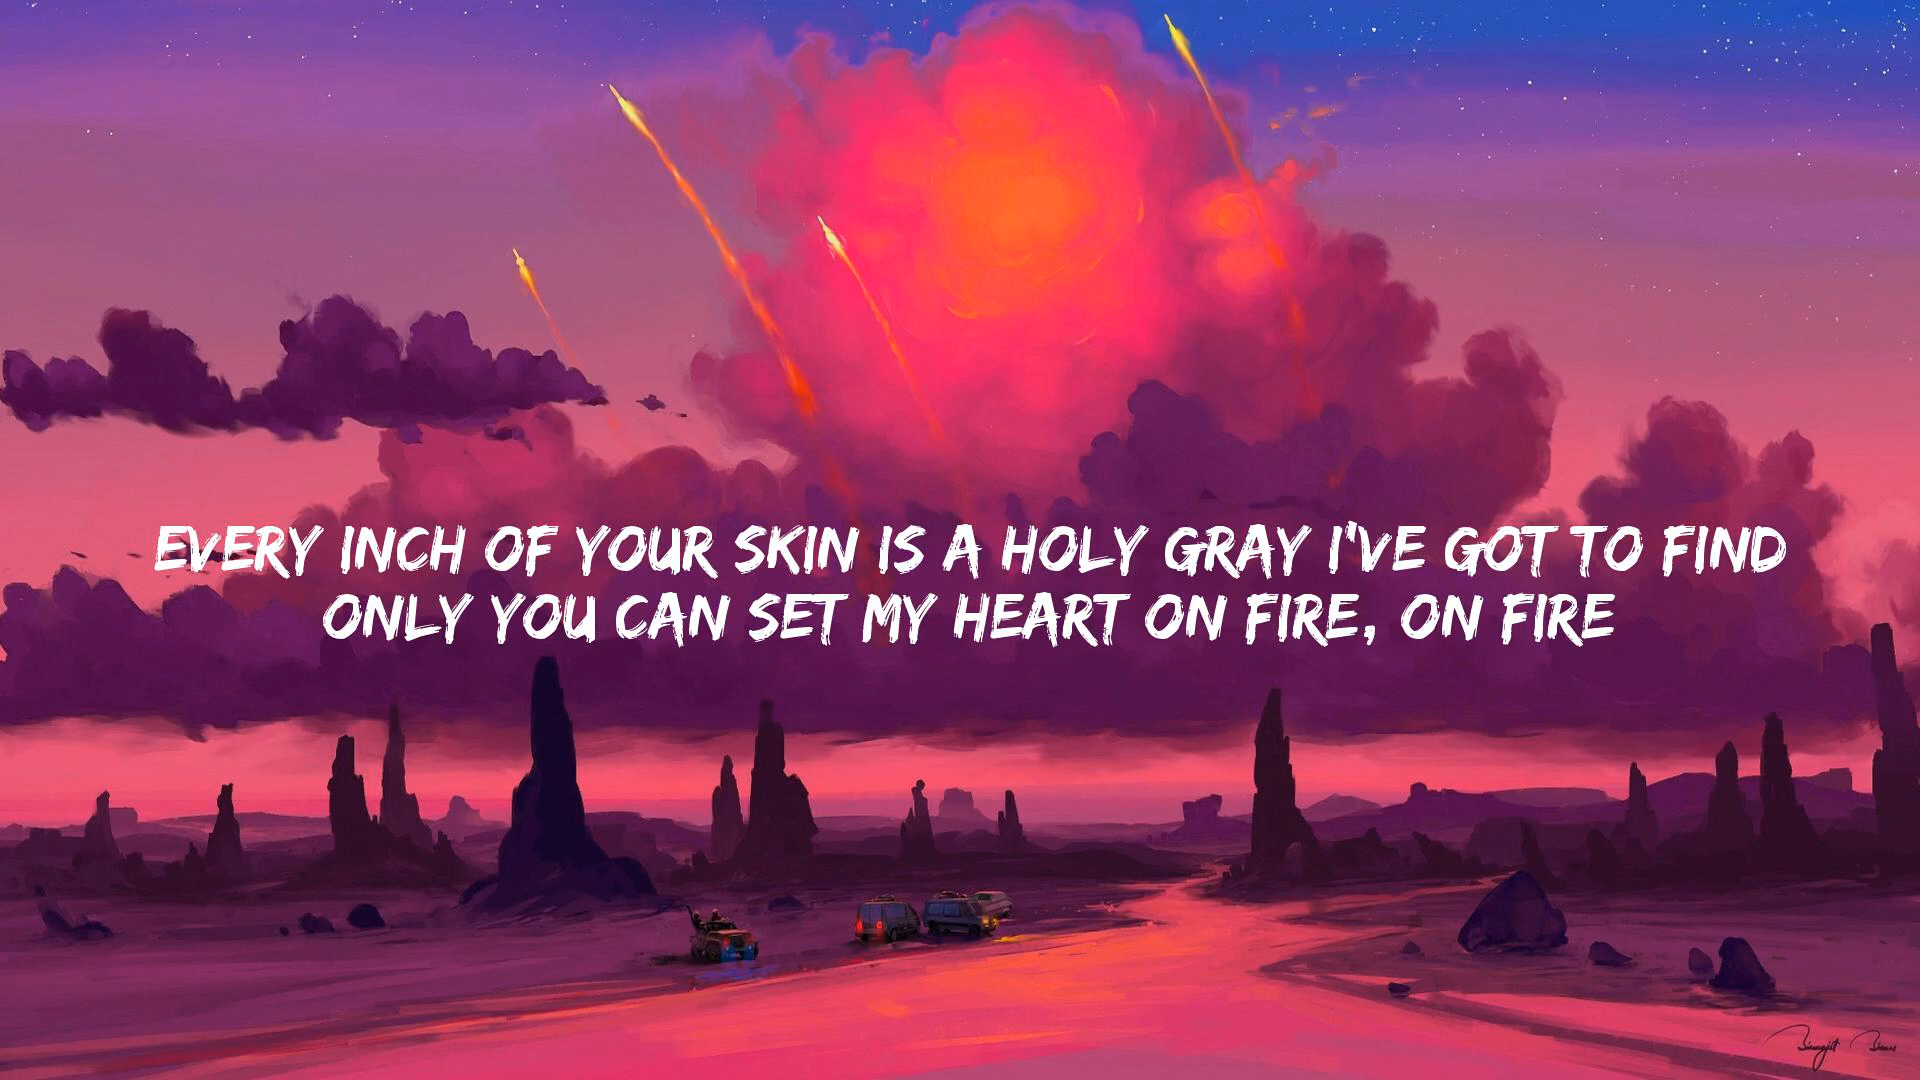 EVERY INCH OF YOUR SKIN IS A HOLY GRAY I'VE GOT TO FIND
ONLY YOU CAN SET MY HEART ON FIRE, ON FIRE